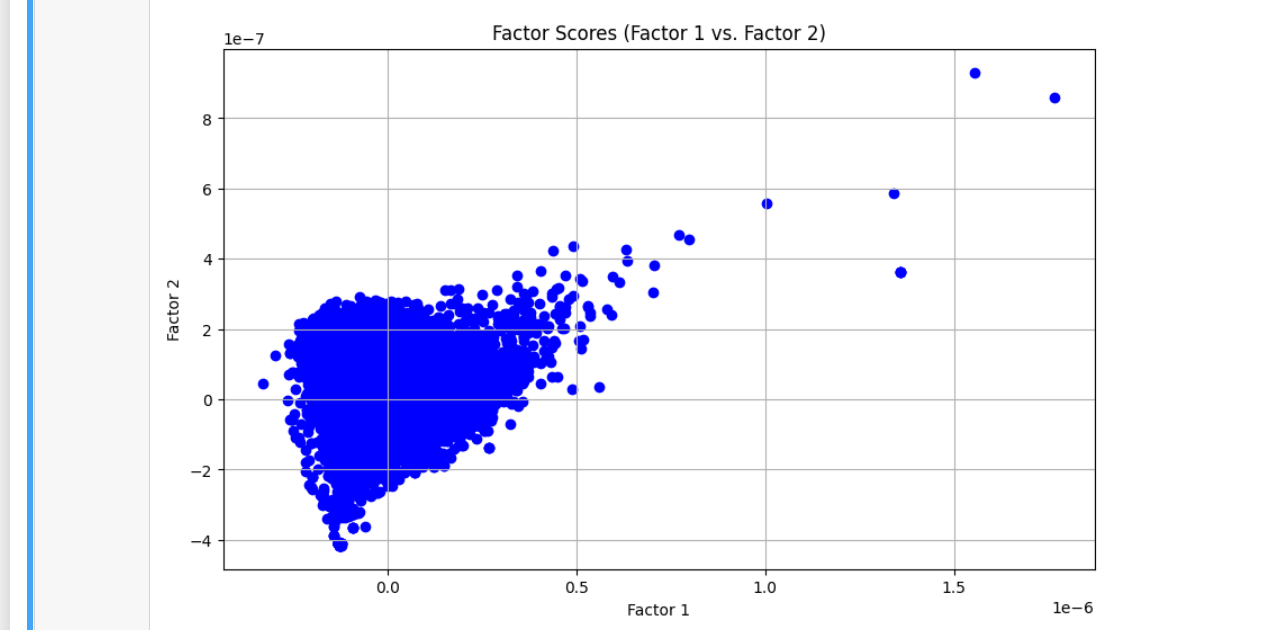 Factor Scores (Factor 1 vs. Factor 2)
1e−7
8
6
4
2
0
−2
−4
Factor 2
0.0 0.5 1.0 1.5
Factor 1
1e−6